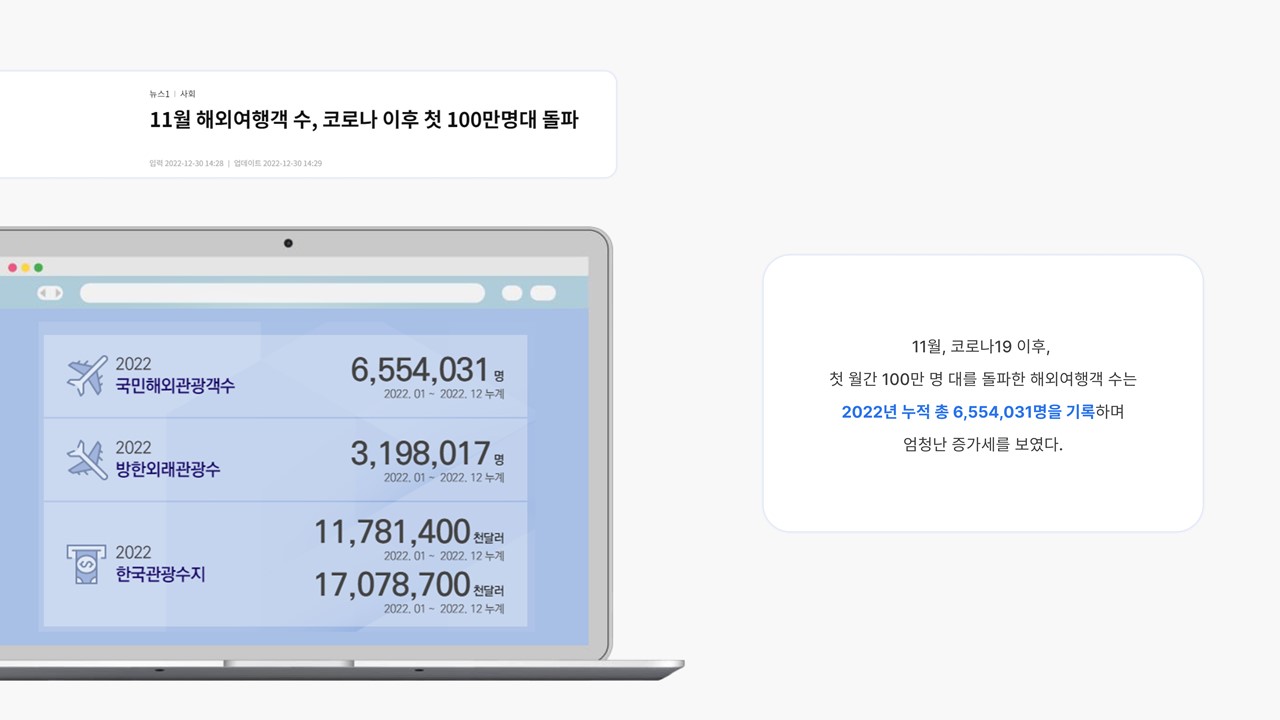 뉴스1 | 사회
11월 해외여행객 수, 코로나 이후 첫 100만명대 돌파
입력 2022-12-30 14:28 | 업데이트 2022-12-30 14:29
2022
국민해외관광객수
6,554,031 명
2022. 01 ~ 2022. 12 누계
2022
방한외래관광수
3,198,017 명
2022. 01 ~ 2022. 12 누계
2022
한국관광수지
11,781,400 천달러
2022. 01 ~ 2022. 12 누계
17,078,700 천달러
2022. 01 ~ 2022. 12 누계
11월, 코로나19 이후,
첫 월간 100만 명 대를 돌파한 해외여행객 수는
2022년 누적 총 6,554,031명을 기록하며
엄청난 증가세를 보였다.